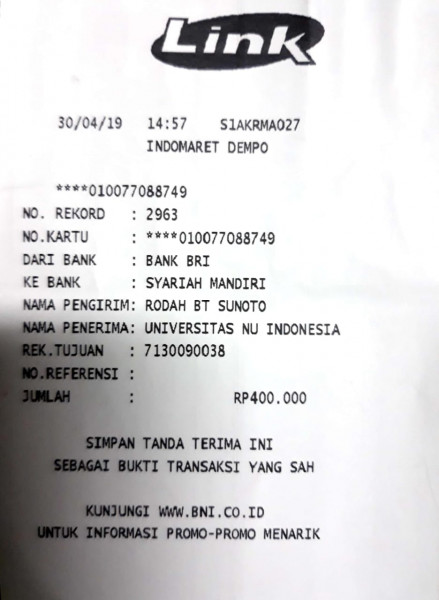 Link
30/04/19 14:57 S1AKRMA027
INDOMARET DEMPO
****010077088749
NO. REKORD : 2963
NO.KARTU : ****010077088749
DARI BANK : BANK BRI
KE BANK : SYARIAH MANDIRI
NAMA PENGIRIM: RODAH BT SUNOTO
NAMA PENERIMA: UNIVERSITAS NU INDONESIA
REK.TUJUAN : 7130090038
NO.REFERENSI :
JUMLAH : RP400.000
SIMPAN TANDA TERIMA INI
SEBAGAI BUKTI TRANSAKSI YANG SAH
KUNJUNGI WWW.BNI.CO.ID
UNTUK INFORMASI PROMO-PROMO MENARIK